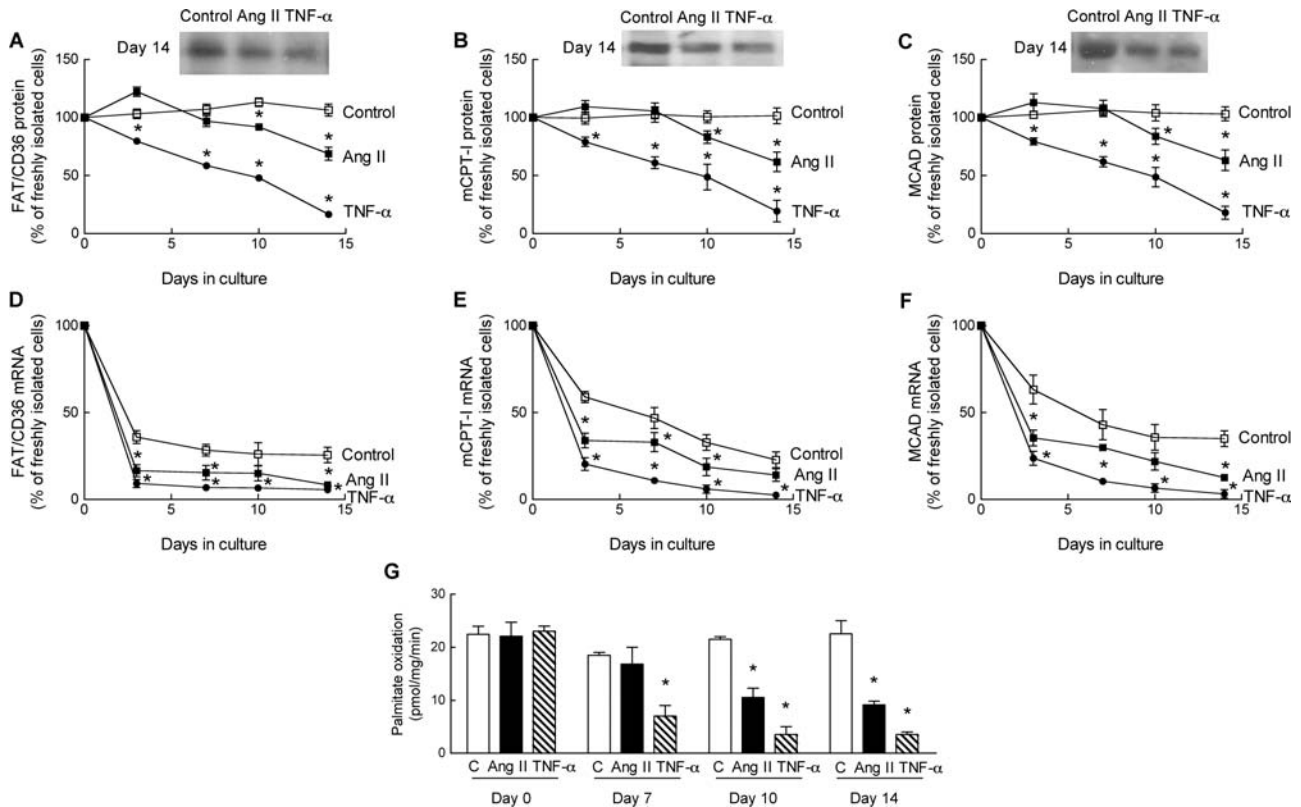 Control Ang II TNF-α
A
Day 14
FAT/CD36 protein
(% of freshly isolated cells)
150
100
50
0
* * * * * *
Control
Ang II
TNF-α
0 5 10 15
Days in culture
Control Ang II TNF-α
B
Day 14
mCPT-I protein
(% of freshly isolated cells)
150
100
50
0
* * * * * *
Control
Ang II
TNF-α
0 5 10 15
Days in culture
Control Ang II TNF-α
C
Day 14
MCAD protein
(% of freshly isolated cells)
150
100
50
0
* * * * * *
Control
Ang II
TNF-α
0 5 10 15
Days in culture
D
FAT/CD36 mRNA
(% of freshly isolated cells)
100
50
0
* * * * * * * *
Control
Ang II
TNF-α
0 5 10 15
Days in culture
E
mCPT-I mRNA
(% of freshly isolated cells)
100
50
0
* * * * * *
Control
Ang II
TNF-α
0 5 10 15
Days in culture
F
MCAD mRNA
(% of freshly isolated cells)
100
50
0
* * * * * *
Control
Ang II
TNF-α
0 5 10 15
Days in culture
G
Palmitate oxidation
(pmol/mg/min)
30
20
10
0
* * * * *
C Ang II TNF-α C Ang II TNF-α C Ang II TNF-α C Ang II TNF-α
Day 0 Day 7 Day 10 Day 14